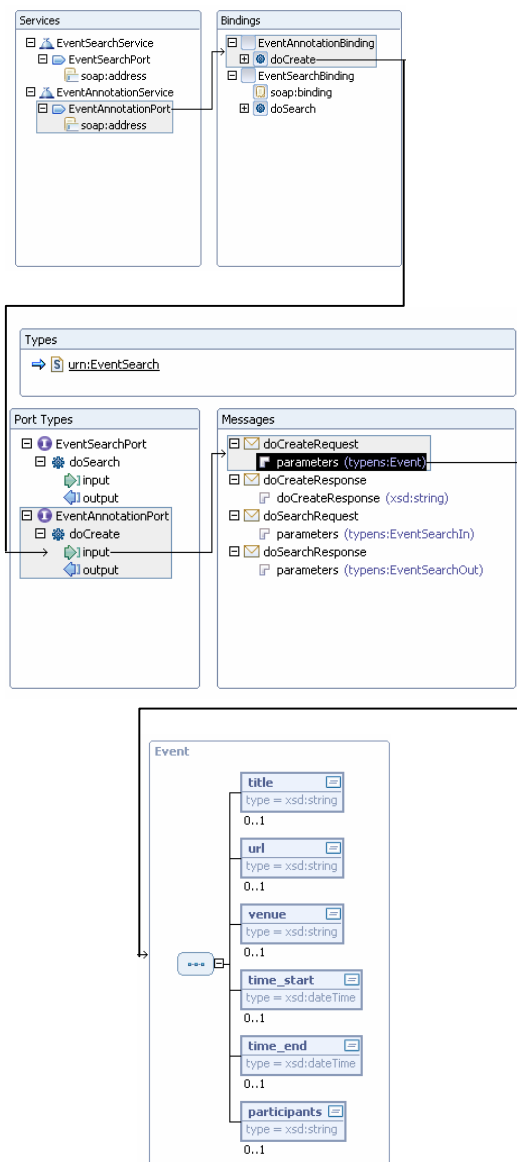 Services
EventSearchService
EventSearchPort
soap:address
EventAnnotationService
EventAnnotationPort
soap:address
Bindings
EventAnnotationBinding
doCreate
EventSearchBinding
soap:binding
doSearch
Types
urn:EventSearch
Port Types
EventSearchPort
doSearch
input
output
EventAnnotationPort
doCreate
input
output
Messages
doCreateRequest
parameters (typens:Event)
doCreateResponse
doCreateResponse (xsd:string)
doSearchRequest
parameters (typens:EventSearchIn)
doSearchResponse
parameters (typens:EventSearchOut)
Event
title
type = xsd:string
0..1
url
type = xsd:string
0..1
venue
type = xsd:string
0..1
time_start
type = xsd:dateTime
0..1
time_end
type = xsd:dateTime
0..1
participants
type = xsd:string
0..1